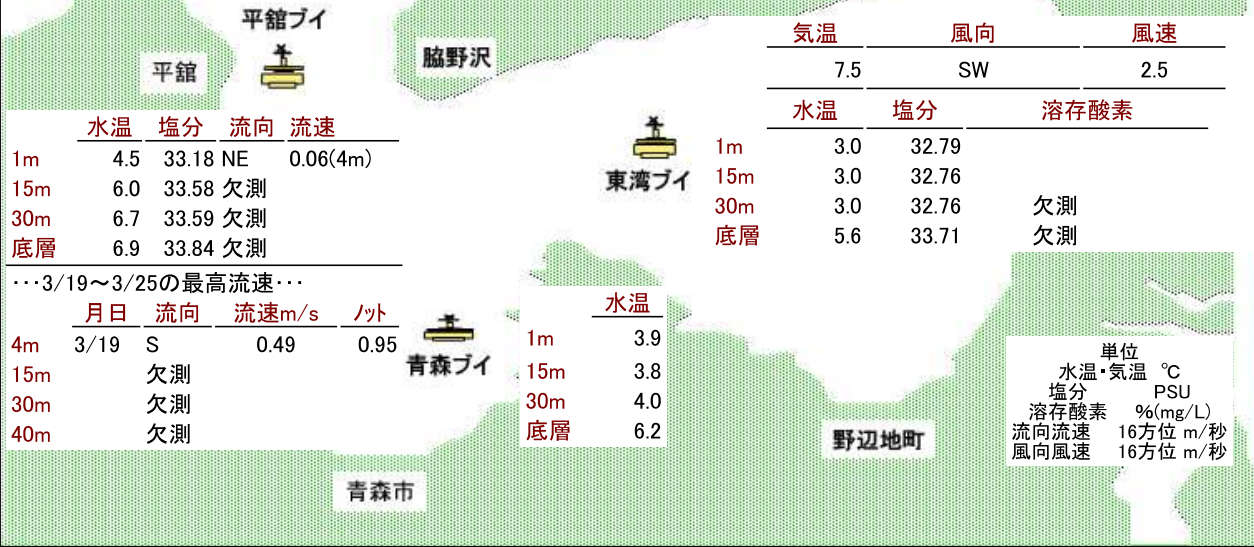 平舘ブイ
平舘
脇野沢
水温 塩分 流向 流速
1m 4.5 33.18 NE 0.06(4m)
15m 6.0 33.58 欠測
30m 6.7 33.59 欠測
底層 6.9 33.84 欠測
…3/19～3/25の最高流速…
月日 流向 流速m/s ノット
4m 3/19 S 0.49 0.95
15m 欠測
30m 欠測
40m 欠測
気温 風向 風速
7.5 SW 2.5
水温 塩分 溶存酸素
1m 3.0 32.79
15m 3.0 32.76
30m 3.0 32.76 欠測
底層 5.6 33.71 欠測
東湾ブイ
青森ブイ
水温
1m 3.9
15m 3.8
30m 4.0
底層 6.2
青森市
野辺地町
単位
水温・気温 ℃
塩分 PSU
溶存酸素 %(mg/L)
流向流速 16方位 m/秒
風向風速 16方位 m/秒